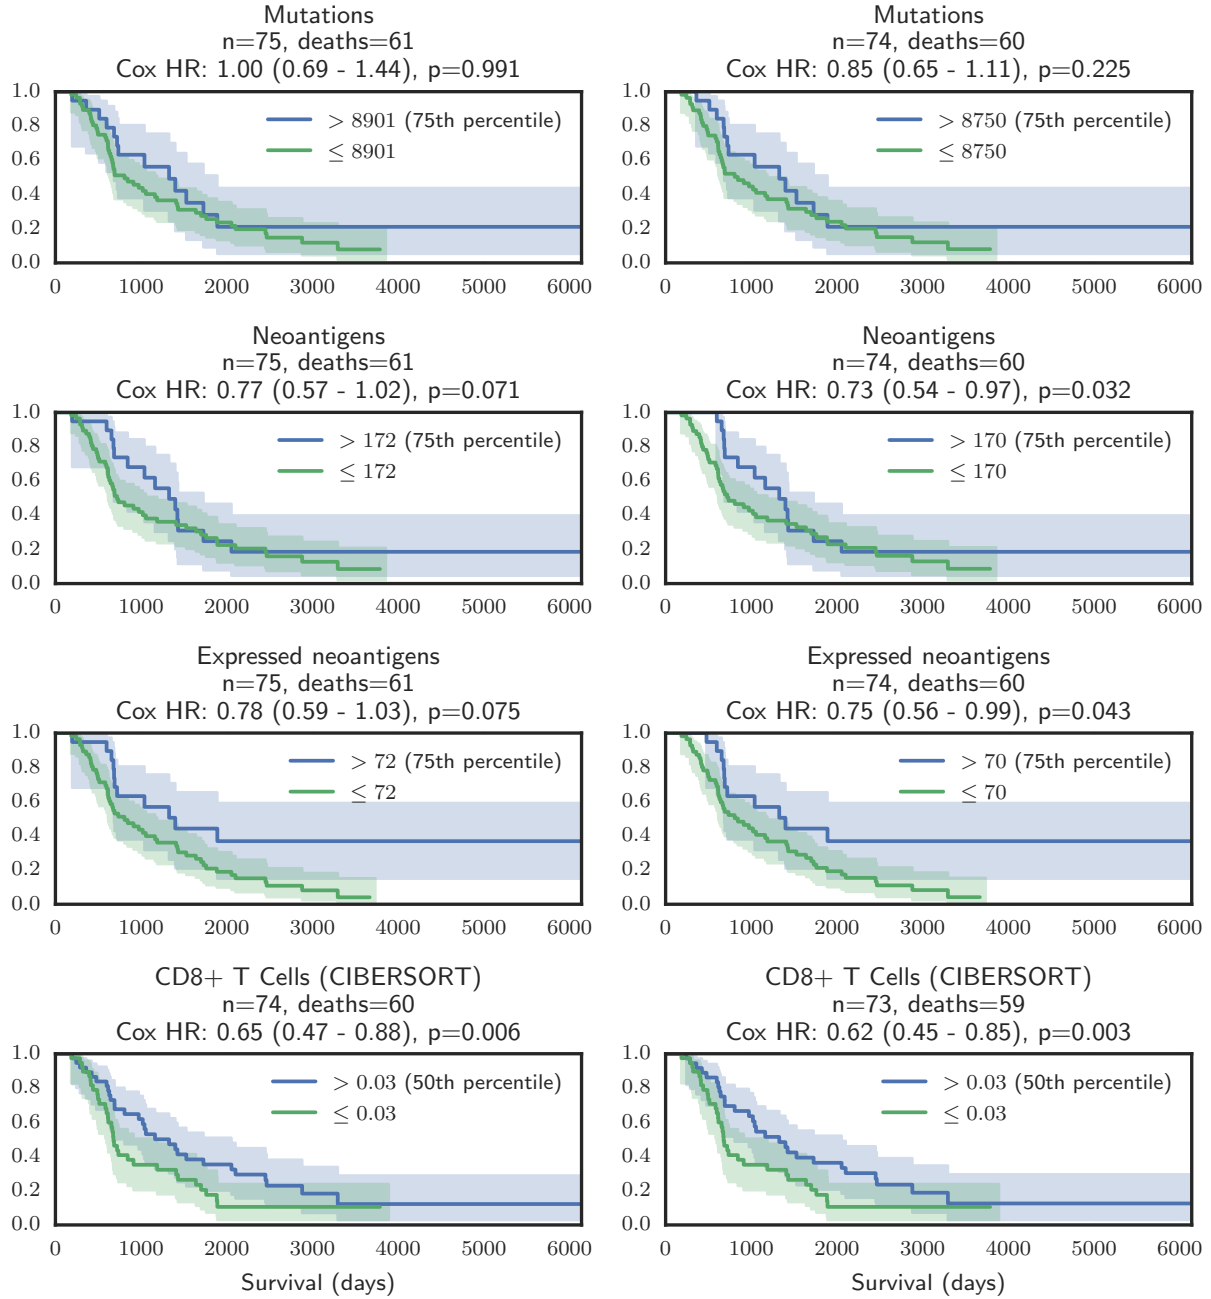 Mutations
n=75, deaths=61
Cox HR: 1.00 (0.69 - 1.44), p=0.991
1.0
0.8
0.6
0.4
0.2
0.0
> 8901 (75th percentile)
≤ 8901
0 1000 2000 3000 4000 5000 6000
Mutations
n=74, deaths=60
Cox HR: 0.85 (0.65 - 1.11), p=0.225
1.0
0.8
0.6
0.4
0.2
0.0
> 8750 (75th percentile)
≤ 8750
0 1000 2000 3000 4000 5000 6000
Neoantigens
n=75, deaths=61
Cox HR: 0.77 (0.57 - 1.02), p=0.071
1.0
0.8
0.6
0.4
0.2
0.0
> 172 (75th percentile)
≤ 172
0 1000 2000 3000 4000 5000 6000
Neoantigens
n=74, deaths=60
Cox HR: 0.73 (0.54 - 0.97), p=0.032
1.0
0.8
0.6
0.4
0.2
0.0
> 170 (75th percentile)
≤ 170
0 1000 2000 3000 4000 5000 6000
Expressed neoantigens
n=75, deaths=61
Cox HR: 0.78 (0.59 - 1.03), p=0.075
1.0
0.8
0.6
0.4
0.2
0.0
> 72 (75th percentile)
≤ 72
0 1000 2000 3000 4000 5000 6000
Expressed neoantigens
n=74, deaths=60
Cox HR: 0.75 (0.56 - 0.99), p=0.043
1.0
0.8
0.6
0.4
0.2
0.0
> 70 (75th percentile)
≤ 70
0 1000 2000 3000 4000 5000 6000
CD8+ T Cells (CIBERSORT)
n=74, deaths=60
Cox HR: 0.65 (0.47 - 0.88), p=0.006
1.0
0.8
0.6
0.4
0.2
0.0
> 0.03 (50th percentile)
≤ 0.03
0 1000 2000 3000 4000 5000 6000
Survival (days)
CD8+ T Cells (CIBERSORT)
n=73, deaths=59
Cox HR: 0.62 (0.45 - 0.85), p=0.003
1.0
0.8
0.6
0.4
0.2
0.0
> 0.03 (50th percentile)
≤ 0.03
0 1000 2000 3000 4000 5000 6000
Survival (days)